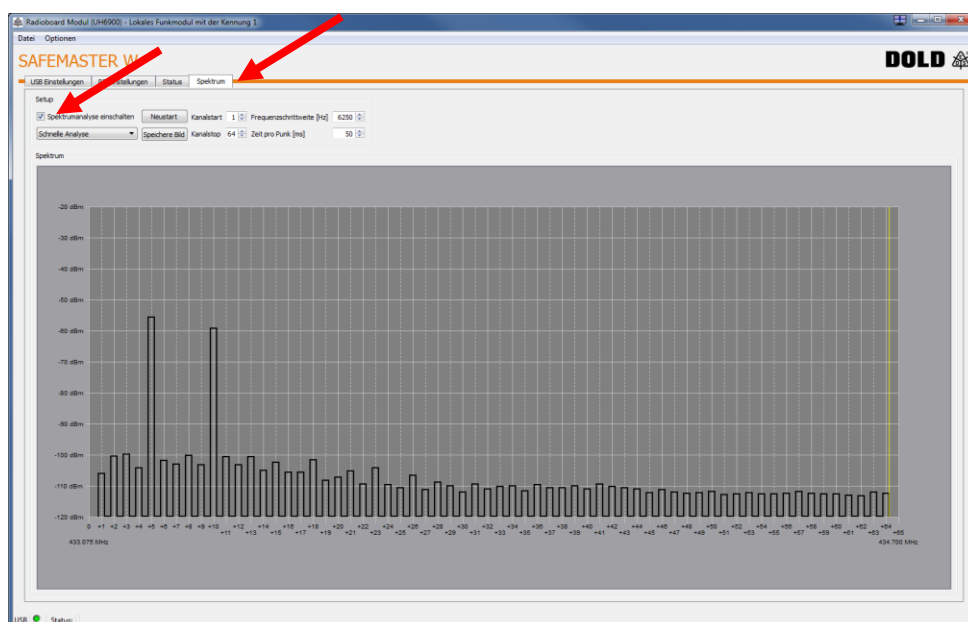 Radioboard Modul (UH6900) - Lokales Funkmodul mit der Kennung 1
Datei Optionen
SAFEMASTER W
DOLD
USB Einstellungen Status Spektrum
Setup
Spektrumanalyse einschalten Neustart Kanalstart 1 Frequenzschrittweite [Hz] 6250
Schnelle Analyse Speichere Bild Kanalstop 64 Zeit pro Punk [ms] 50
Spektrum
-20 dBm
-30 dBm
-40 dBm
-50 dBm
-60 dBm
-70 dBm
-80 dBm
-90 dBm
-100 dBm
-110 dBm
-120 dBm
0 +1 +2 +3 +4 +5 +6 +7 +8 +9 +10 +12 +14 +16 +18 +20 +22 +24 +26 +28 +30 +32 +34 +36 +38 +40 +42 +44 +46 +48 +50 +52 +54 +56 +58 +60 +62 +64
+11 +13 +15 +17 +19 +21 +23 +25 +27 +29 +31 +33 +35 +37 +39 +41 +43 +45 +47 +49 +51 +53 +55 +57 +59 +61 +63 +65
433.075 MHz 434.788 MHz
USB Status: